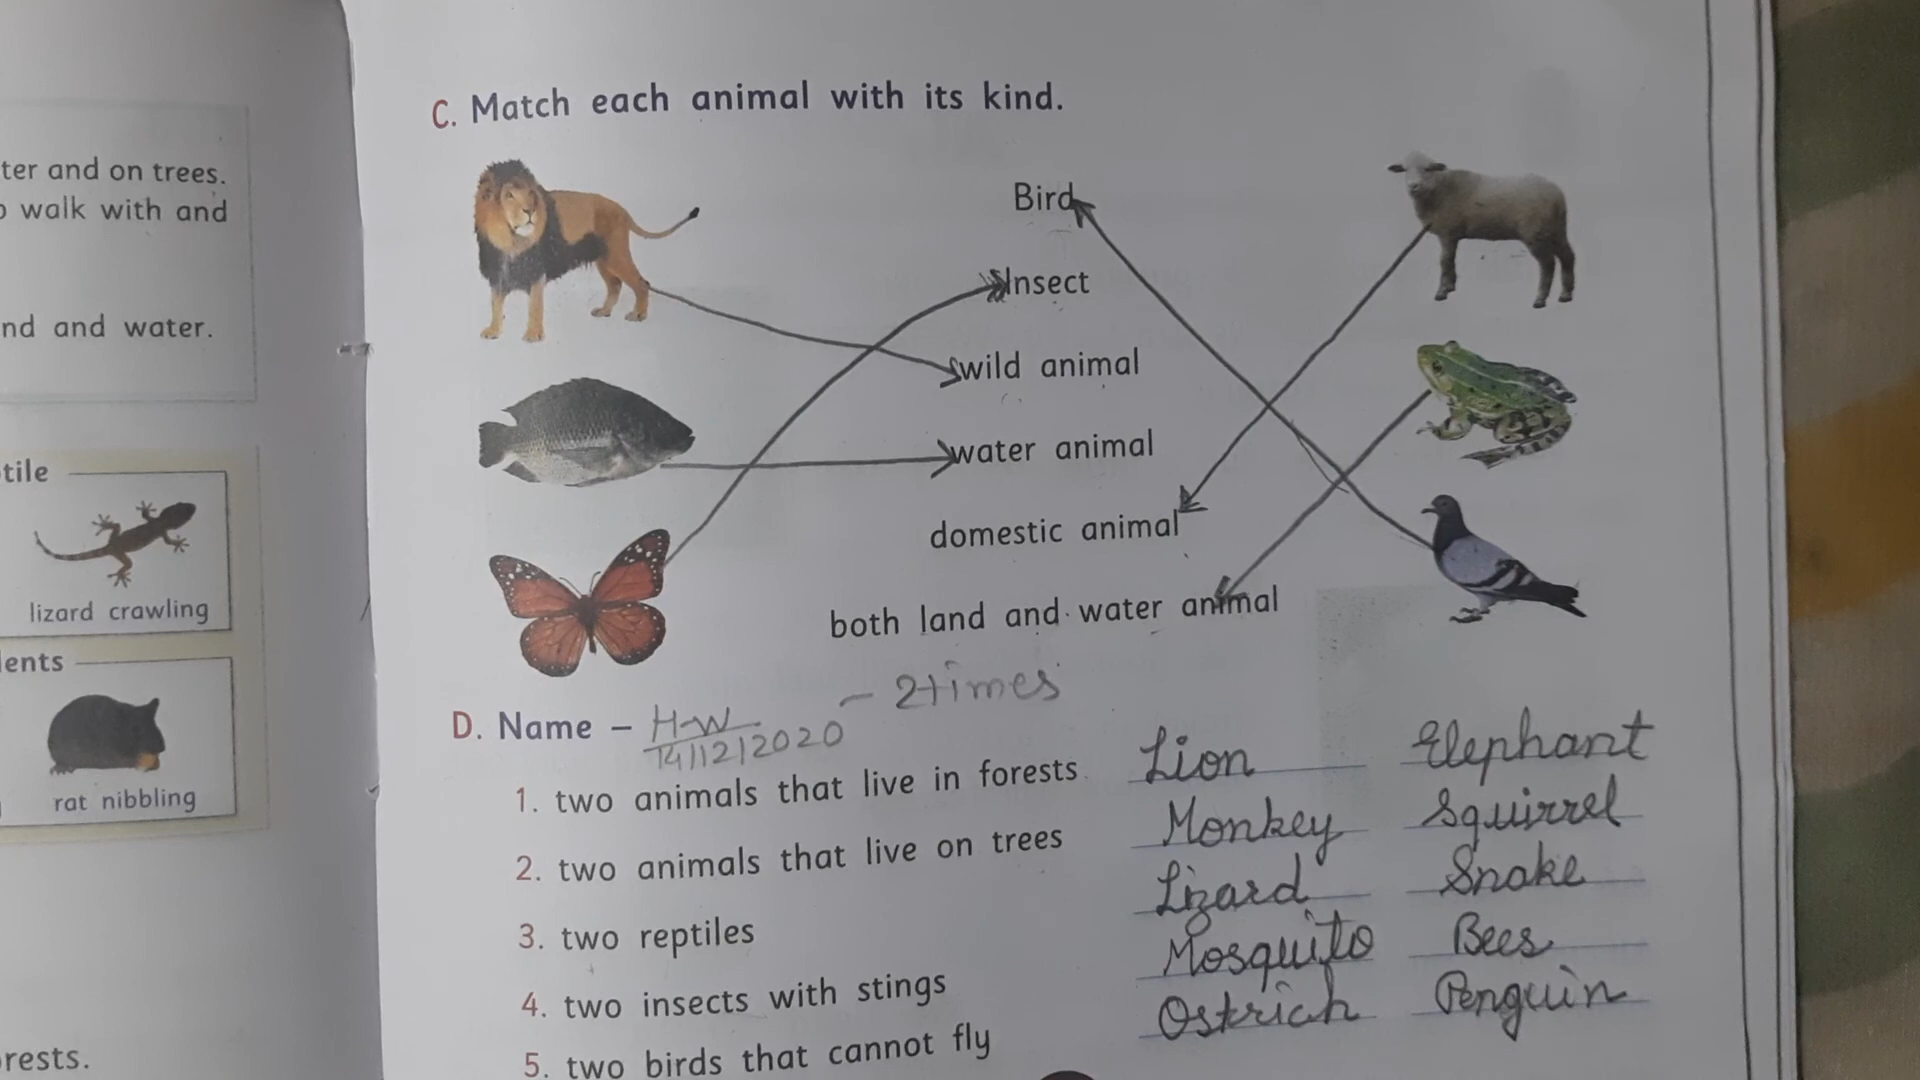 ter and on trees.
walk with and
nd and water.
tile
lizard crawling
ents
rat nibbling
rests.
C. Match each animal with its kind.
Bird
Insect
wild animal
water animal
domestic animal
both land and water animal
D. Name – H-W – 2times
14/12/2020
1. two animals that live in forests Lion Elephant
2. two animals that live on trees Monkey Squirrel
3. two reptiles Lizard Snake
4. two insects with stings Mosquito Bees
5. two birds that cannot fly Ostrich Penguin